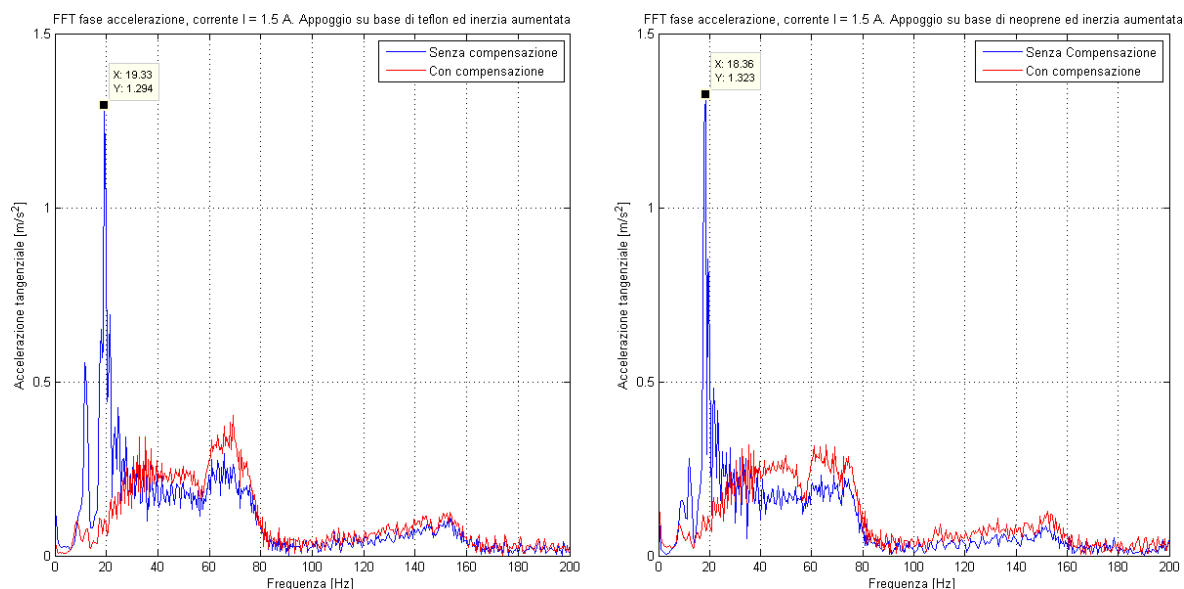 FFT fase accelerazione, corrente I = 1.5 A. Appoggio su base di teflon ed inerzia aumentata
1.5
1
0.5
0
Accelerazione tangenziale [m/s²]
X: 19.33
Y: 1.294
Senza compensazione
Con compensazione
0 20 40 60 80 100 120 140 160 180 200
Frequenza [Hz]
FFT fase accelerazione, corrente I = 1.5 A. Appoggio su base di neoprene ed inerzia aumentata
1.5
1
0.5
0
Accelerazione tangenziale [m/s²]
X: 18.36
Y: 1.323
Senza Compensazione
Con compensazione
0 20 40 60 80 100 120 140 160 180 200
Frequenza [Hz]